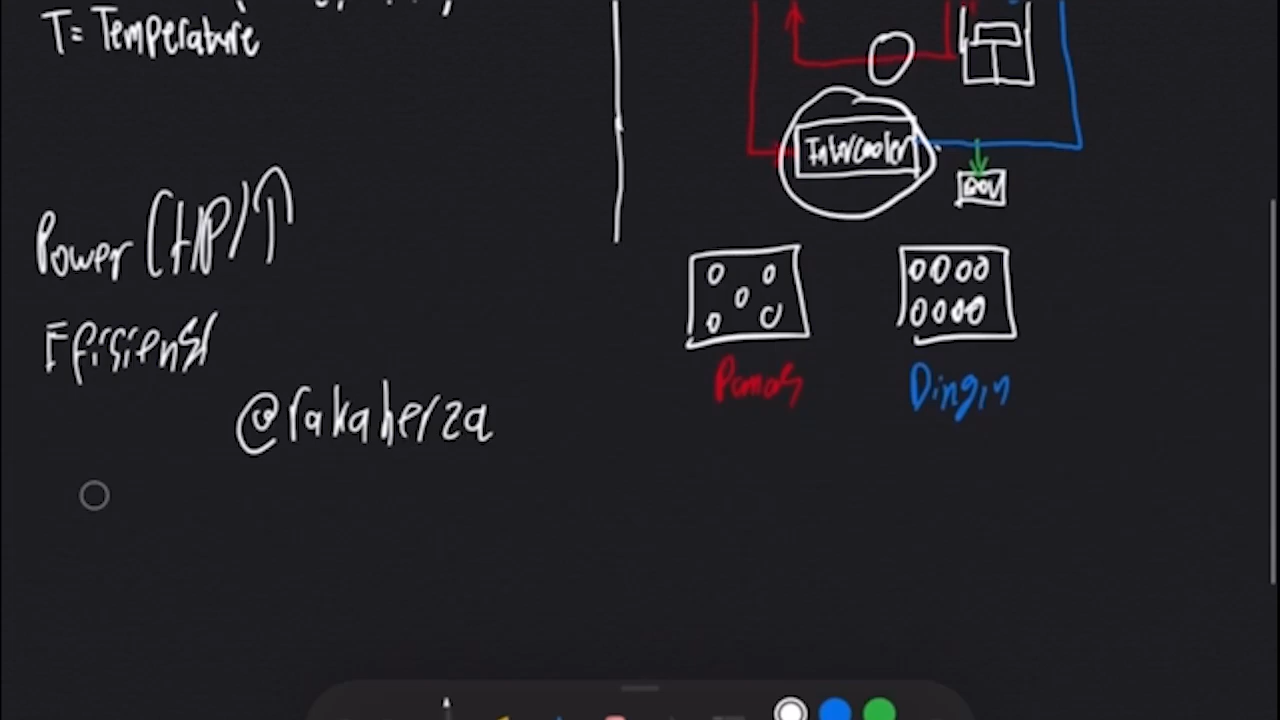 T= Temperature
Power (HP)↑
Efisiensi
@rakaherza
Intercooler
BOV
Panas
Dingin